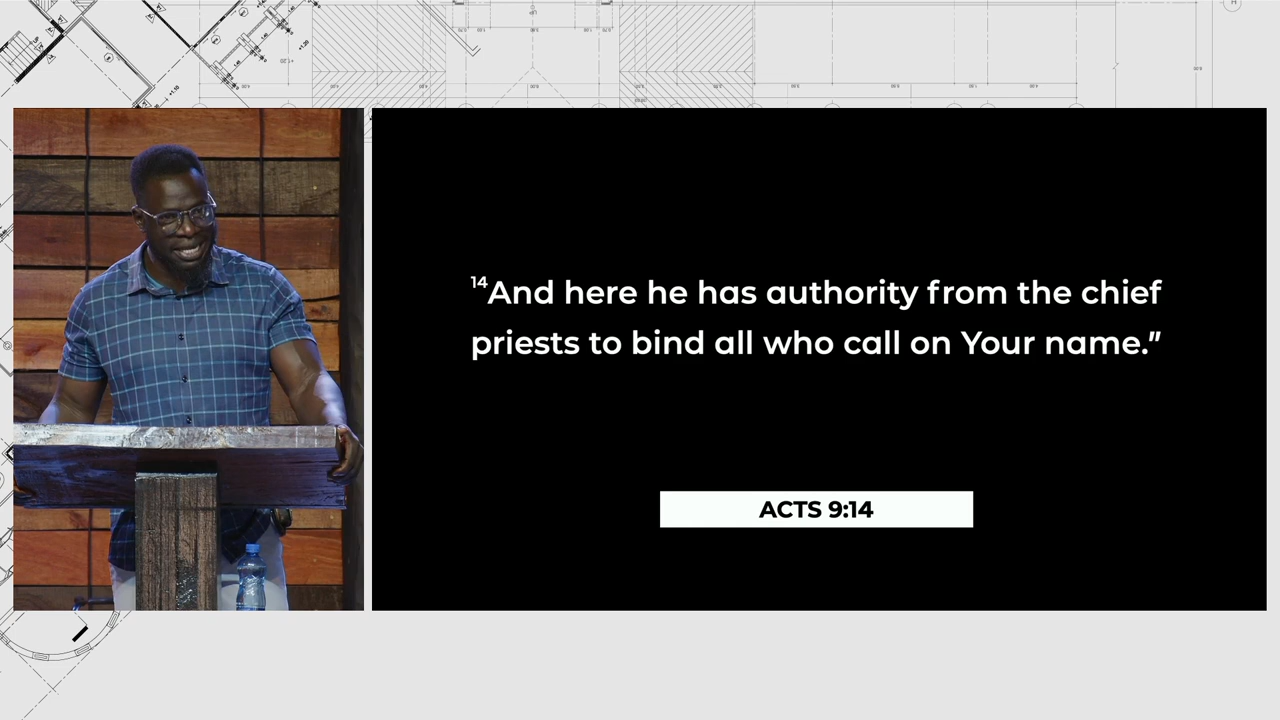 ¹⁴And here he has authority from the chief
priests to bind all who call on Your name.”
ACTS 9:14